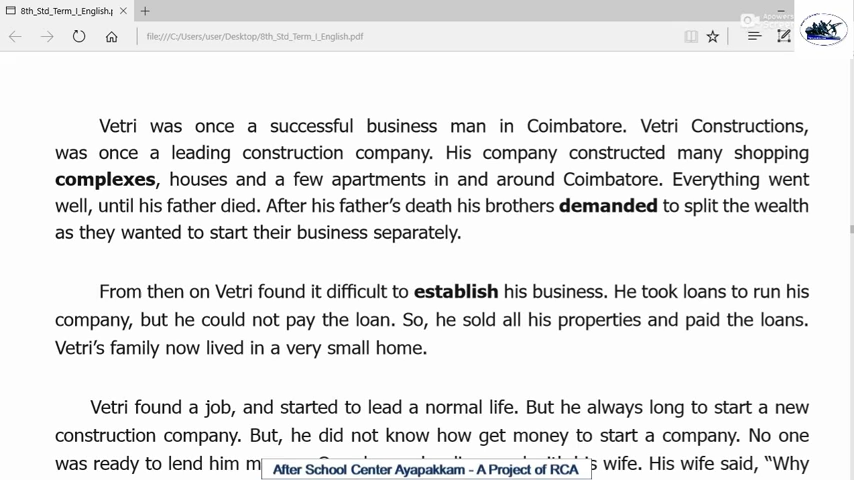 8th_Std_Term_I_English.p
file:///C:/Users/user/Desktop/8th_Std_Term_I_English.pdf
Vetri was once a successful business man in Coimbatore. Vetri Constructions,
was once a leading construction company. His company constructed many shopping
complexes, houses and a few apartments in and around Coimbatore. Everything went
well, until his father died. After his father's death his brothers demanded to split the wealth
as they wanted to start their business separately.
From then on Vetri found it difficult to establish his business. He took loans to run his
company, but he could not pay the loan. So, he sold all his properties and paid the loans.
Vetri's family now lived in a very small home.
Vetri found a job, and started to lead a normal life. But he always long to start a new
construction company. But, he did not know how get money to start a company. No one
was ready to lend him wife. His wife said, “Why
After School Center Ayapakkam - A Project of RCA